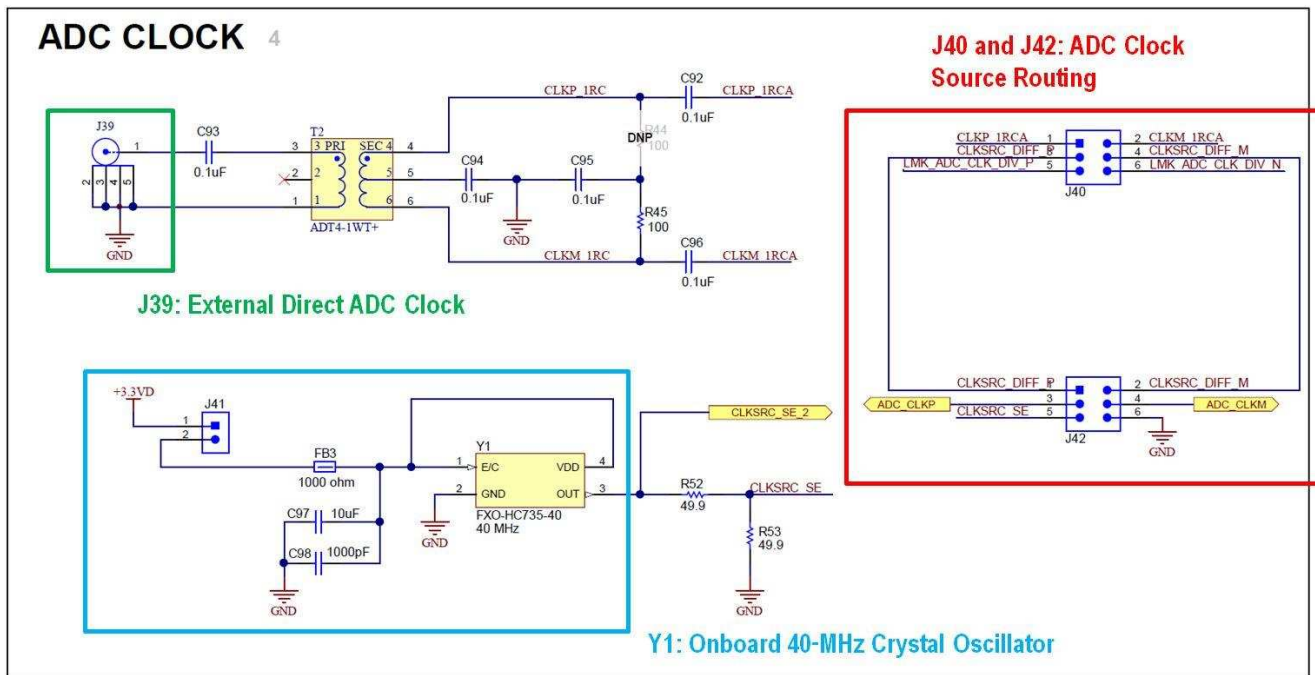 ADC CLOCK 4
J40 and J42: ADC Clock
Source Routing
J39
1
2
3
4
5
GND
C93
0.1uF
T2
3 3 PRI SEC 4 4
2 2 5 5
1 1 6 6
ADT4-1WT+
C94
0.1uF
GND
C95
0.1uF
CLKP_1RC
C92
CLKP_1RCA
0.1uF
R44
DNP
100
R45
100
CLKM_1RC
C96
CLKM_1RCA
0.1uF
J39: External Direct ADC Clock
CLKP_1RCA 1 2 CLKM_1RCA
CLKSRC_DIFF_P 3 4 CLKSRC_DIFF_M
LMK_ADC_CLK_DIV_P 5 6 LMK_ADC_CLK_DIV_N
J40
CLKSRC_DIFF_P 1 2 CLKSRC_DIFF_M
ADC_CLKP 3 4 ADC_CLKM
CLKSRC_SE 5 6
J42
GND
+3.3VD
J41
1
2
FB3
1000 ohm
C97 10uF
C98 1000pF
GND
Y1
1 E/C VDD 4
2 GND OUT 3
FXO-HC735-40
40 MHz
GND
CLKSRC_SE_2
R52
49.9
CLKSRC_SE
R53
49.9
GND
Y1: Onboard 40-MHz Crystal Oscillator